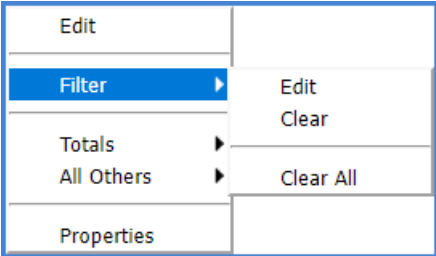 Edit
Filter
Edit
Clear
Totals
All Others
Clear All
Properties